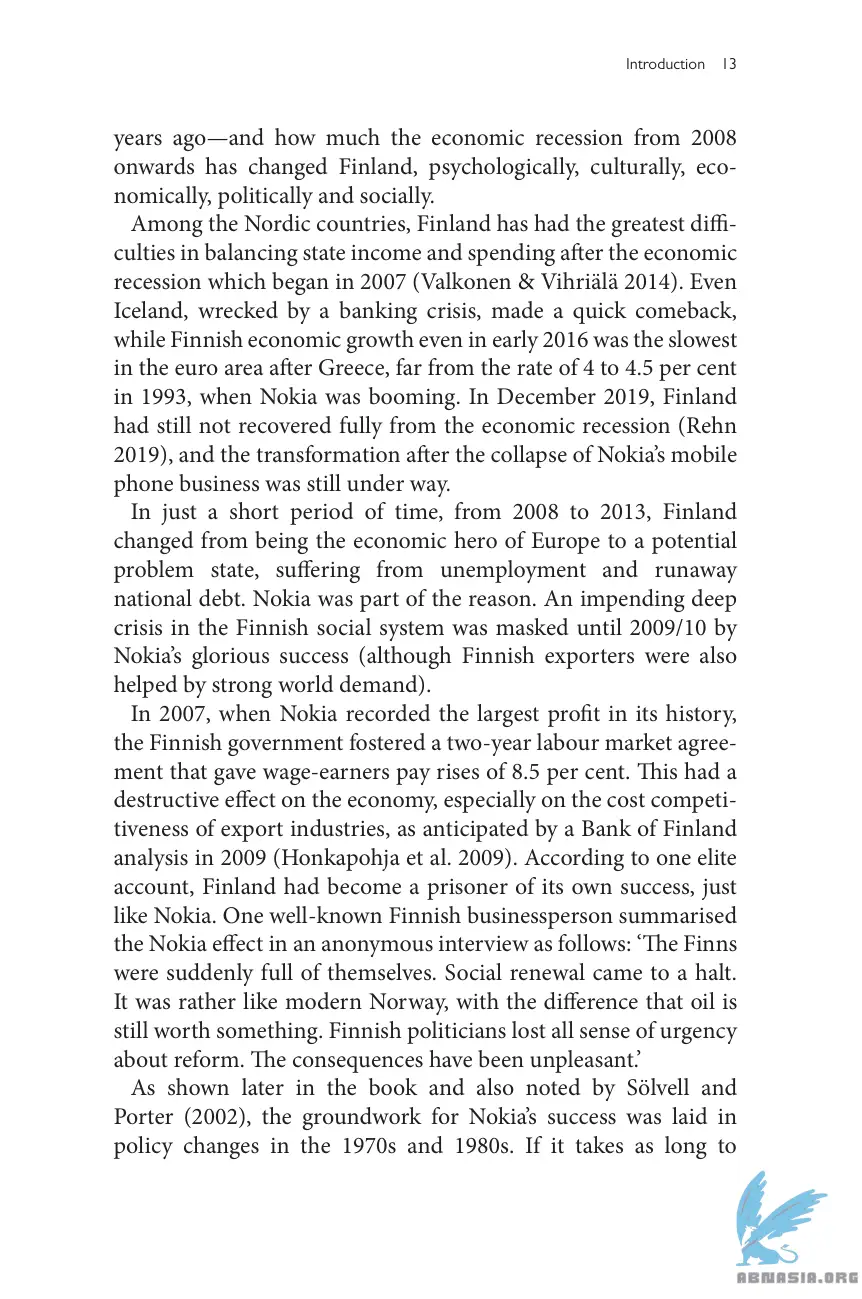 Introduction 13
years ago—and how much the economic recession from 2008
onwards has changed Finland, psychologically, culturally, eco-
nomically, politically and socially.
Among the Nordic countries, Finland has had the greatest diffi-
culties in balancing state income and spending after the economic
recession which began in 2007 (Valkonen & Vihriälä 2014). Even
Iceland, wrecked by a banking crisis, made a quick comeback,
while Finnish economic growth even in early 2016 was the slowest
in the euro area after Greece, far from the rate of 4 to 4.5 per cent
in 1993, when Nokia was booming. In December 2019, Finland
had still not recovered fully from the economic recession (Rehn
2019), and the transformation after the collapse of Nokia’s mobile
phone business was still under way.
In just a short period of time, from 2008 to 2013, Finland
changed from being the economic hero of Europe to a potential
problem state, suffering from unemployment and runaway
national debt. Nokia was part of the reason. An impending deep
crisis in the Finnish social system was masked until 2009/10 by
Nokia’s glorious success (although Finnish exporters were also
helped by strong world demand).
In 2007, when Nokia recorded the largest profit in its history,
the Finnish government fostered a two-year labour market agree-
ment that gave wage-earners pay rises of 8.5 per cent. This had a
destructive effect on the economy, especially on the cost competi-
tiveness of export industries, as anticipated by a Bank of Finland
analysis in 2009 (Honkapohja et al. 2009). According to one elite
account, Finland had become a prisoner of its own success, just
like Nokia. One well-known Finnish businessperson summarised
the Nokia effect in an anonymous interview as follows: ‘The Finns
were suddenly full of themselves. Social renewal came to a halt.
It was rather like modern Norway, with the difference that oil is
still worth something. Finnish politicians lost all sense of urgency
about reform. The consequences have been unpleasant.’
As shown later in the book and also noted by Sölvell and
Porter (2002), the groundwork for Nokia’s success was laid in
policy changes in the 1970s and 1980s. If it takes as long to
ABNASIA.ORG